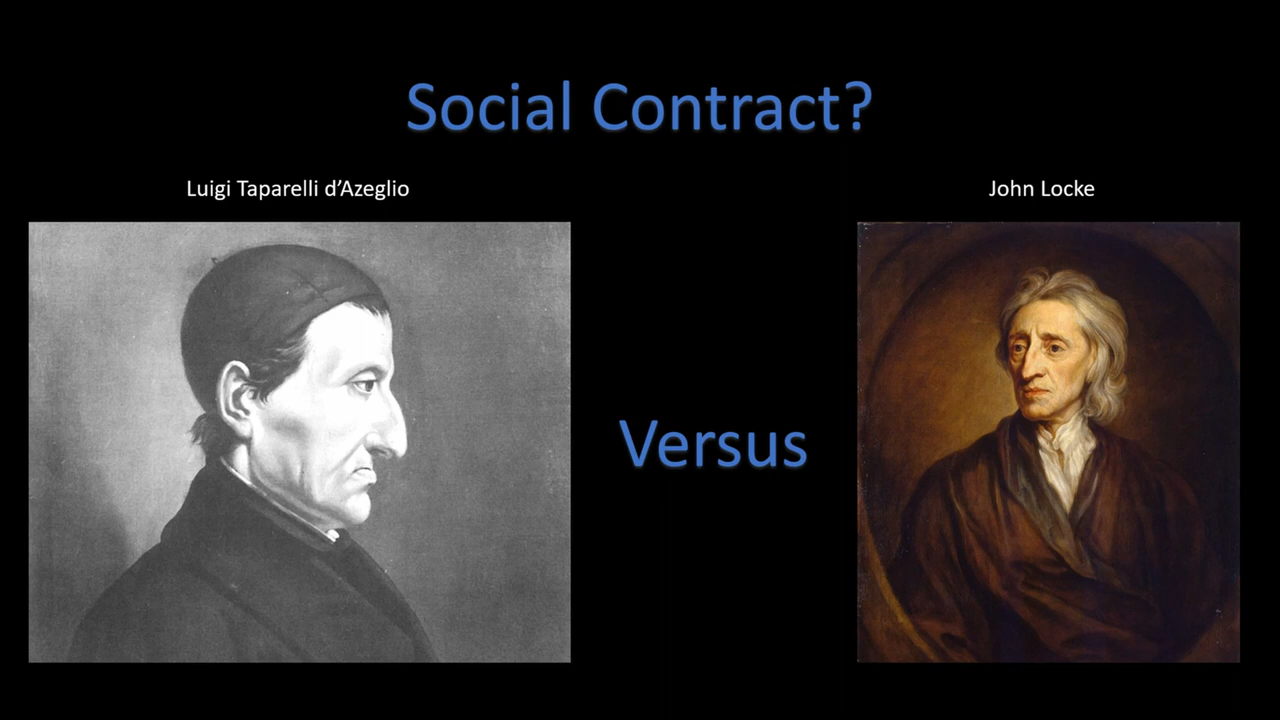 Social Contract?
Luigi Taparelli d’Azeglio
John Locke
Versus